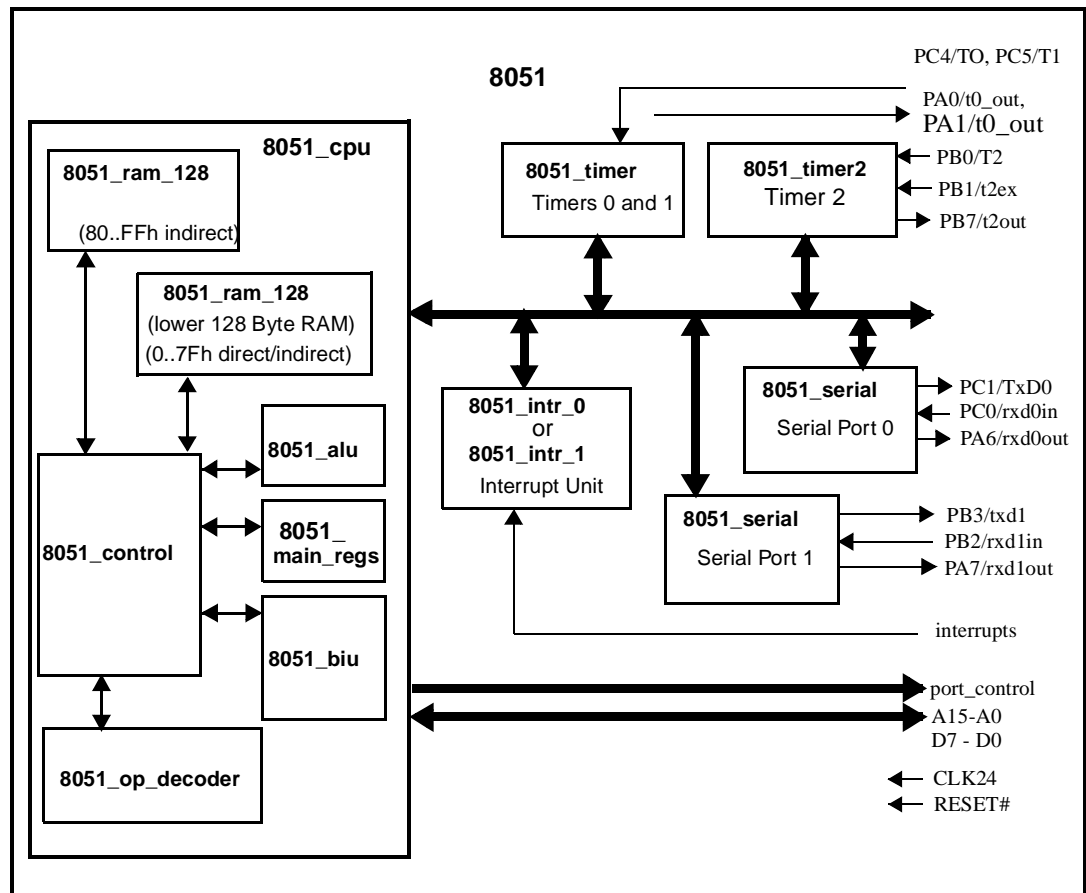 8051
PC4/TO, PC5/T1
PA0/t0_out,
PA1/t0_out
8051_cpu
8051_ram_128
(80..FFh indirect)
8051_ram_128
(lower 128 Byte RAM)
(0..7Fh direct/indirect)
8051_control
8051_alu
8051_
main_regs
8051_biu
8051_op_decoder
8051_timer
Timers 0 and 1
8051_timer2
Timer 2
PB0/T2
PB1/t2ex
PB7/t2out
8051_intr_0
or
8051_intr_1
Interrupt Unit
8051_serial
Serial Port 0
PC1/TxD0
PC0/rxd0in
PA6/rxd0out
8051_serial
Serial Port 1
PB3/txd1
PB2/rxd1in
PA7/rxd1out
interrupts
port_control
A15-A0
D7 - D0
CLK24
RESET#